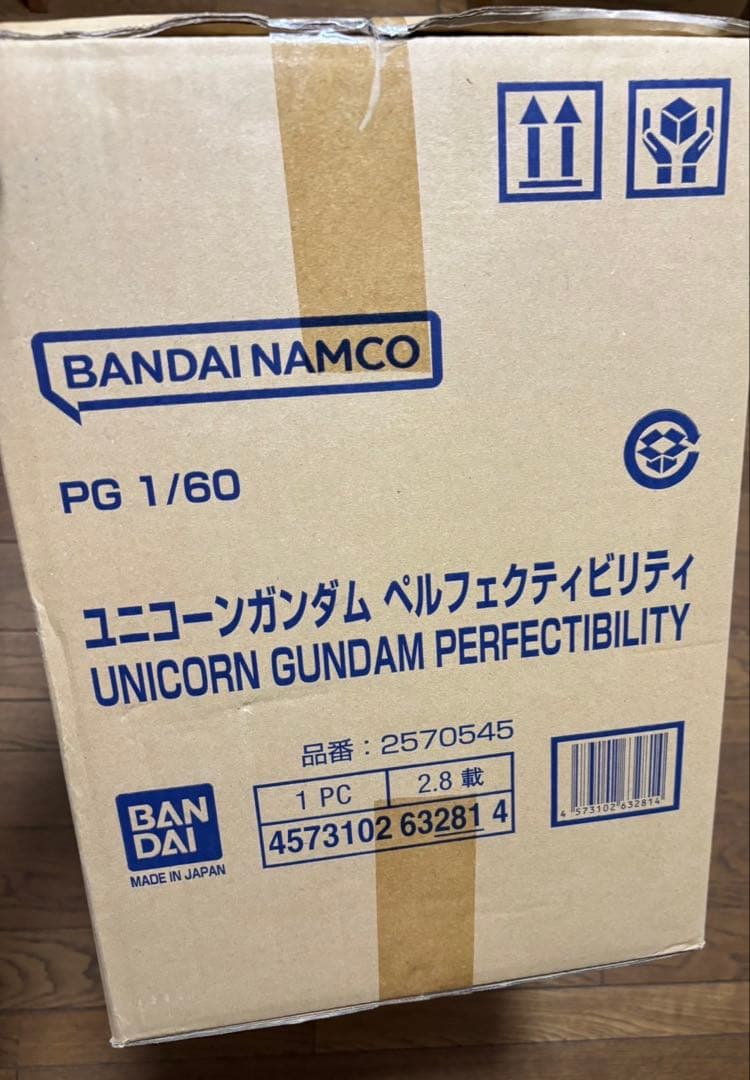 BANDAI NAMCO
PG 1/60
ユニコーンガンダム ペルフェクティビリティ
UNICORN GUNDAM PERFECTIBILITY
品番：2570545
1 PC
2.8 載
4573102 63281 4
4 573102 632814
BAN
DAI
MADE IN JAPAN